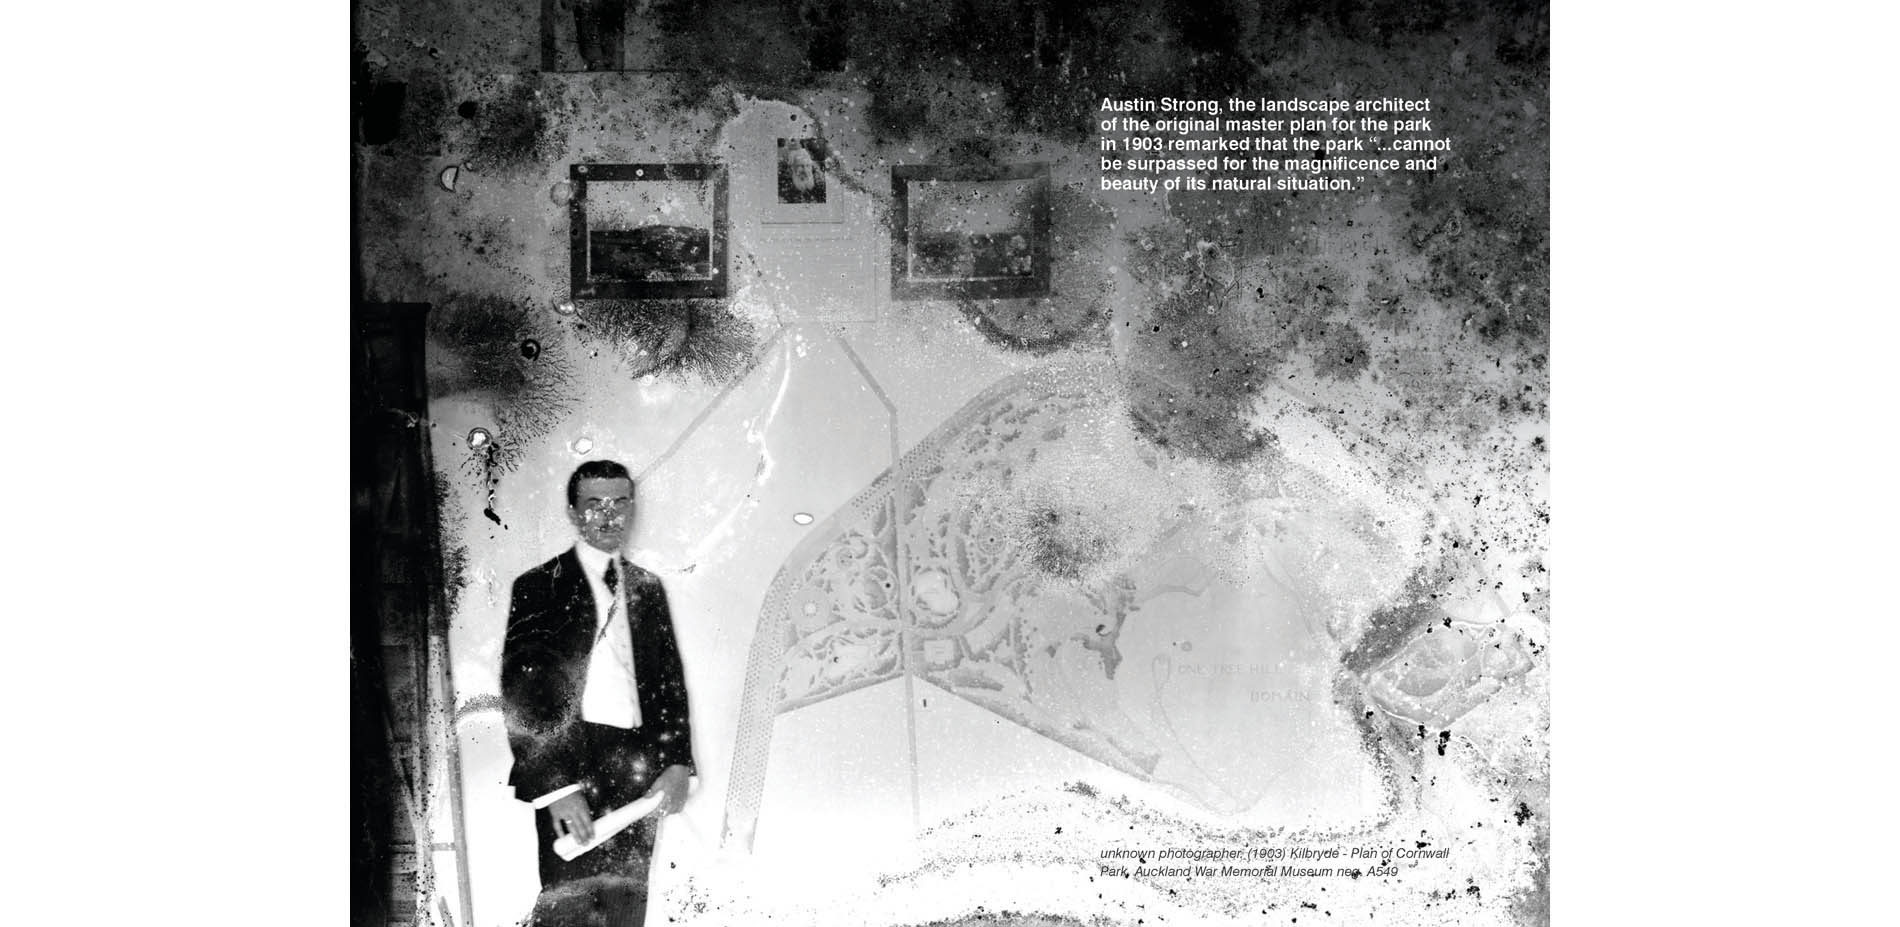 Austin Strong, the landscape architect
of the original master plan for the park
in 1903 remarked that the park “...cannot
be surpassed for the magnificence and
beauty of its natural situation.”
ONE TREE HILL
DOMAIN
unknown photographer, (1903) Kilbryde - Plan of Cornwall
Park, Auckland War Memorial Museum neg. A549